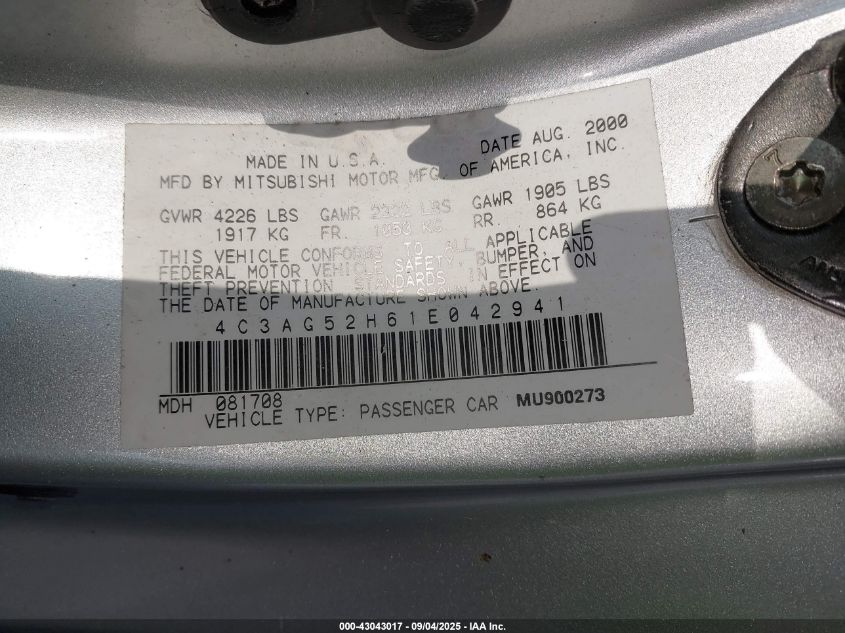 MADE IN U.S.A. DATE AUG. 2000
MFD BY MITSUBISHI MOTOR MFG. OF AMERICA, INC.
GVWR 4226 LBS GAWR LBS GAWR 1905 LBS
1917 KG FR. 1050 KG RR. 864 KG
THIS VEHICLE CONFORMS TO ALL APPLICABLE
FEDERAL MOTOR VEHICLE SAFETY, BUMPER, AND
THEFT PREVENTION STANDARDS IN EFFECT ON
THE DATE OF MANUFACTURE SHOWN ABOVE.
4C3AG52H61E042941
MDH 081708
VEHICLE TYPE: PASSENGER CAR MU900273
000-43043017 - 09/04/2025 - IAA Inc.